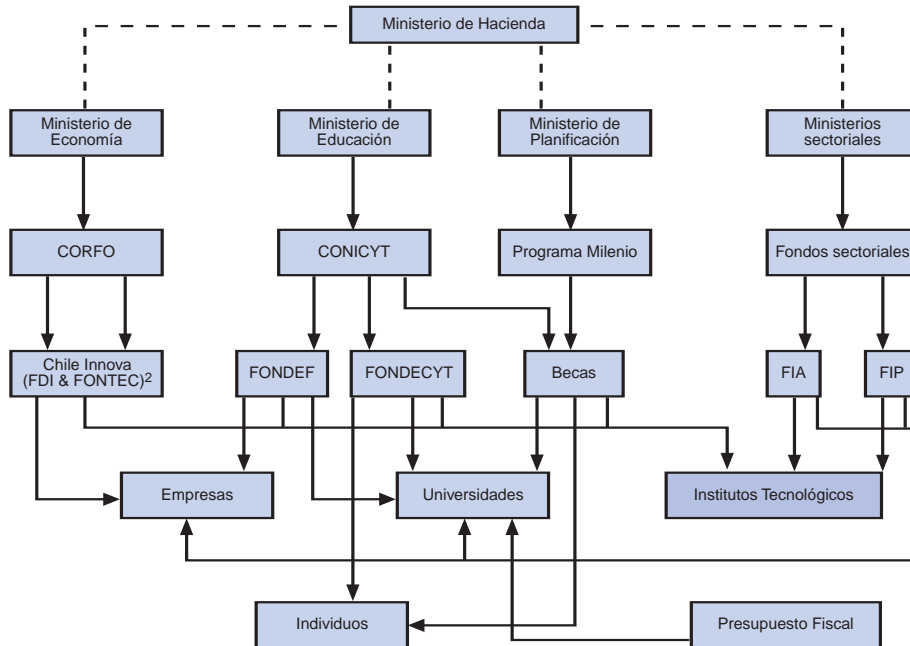 Ministerio de Hacienda
Ministerio de
Economía
Ministerio de
Educación
Ministerio de
Planificación
Ministerios
sectoriales
CORFO
CONICYT
Programa Milenio
Fondos sectoriales
Chile Innova
(FDI & FONTEC)2
FONDEF
FONDECYT
Becas
FIA
FIP
Empresas
Universidades
Institutos Tecnológicos
Individuos
Presupuesto Fiscal